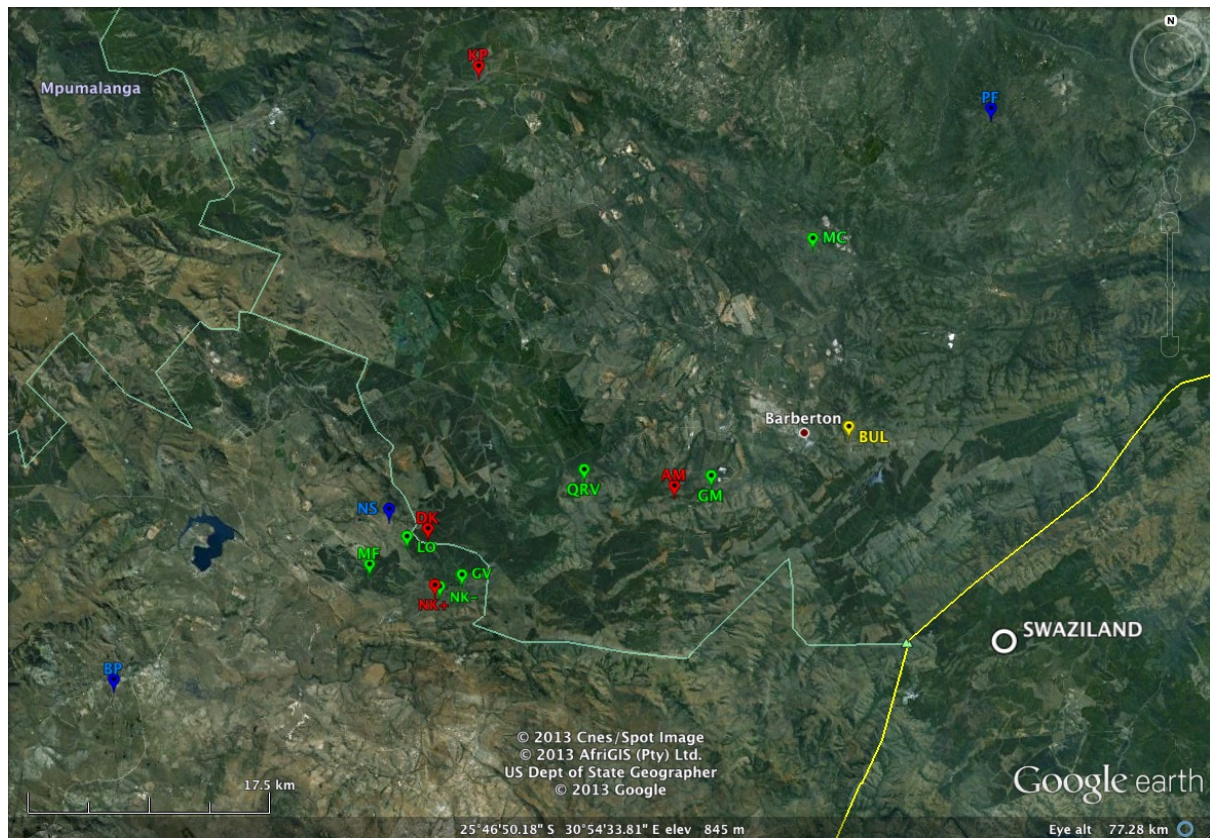 N
KP
Mpumalanga
PF
MC
Barberton
BUL
QRV
AM
GM
NS
DK
LO
MF
GV
NK+
NK-
SWAZILAND
BP
© 2013 Cnes/Spot Image
© 2013 AfriGIS (Pty) Ltd.
US Dept of State Geographer
© 2013 Google
Google earth
17.5 km
25°46'50.18" S 30°54'33.81" E elev 845 m
Eye alt 77.28 km